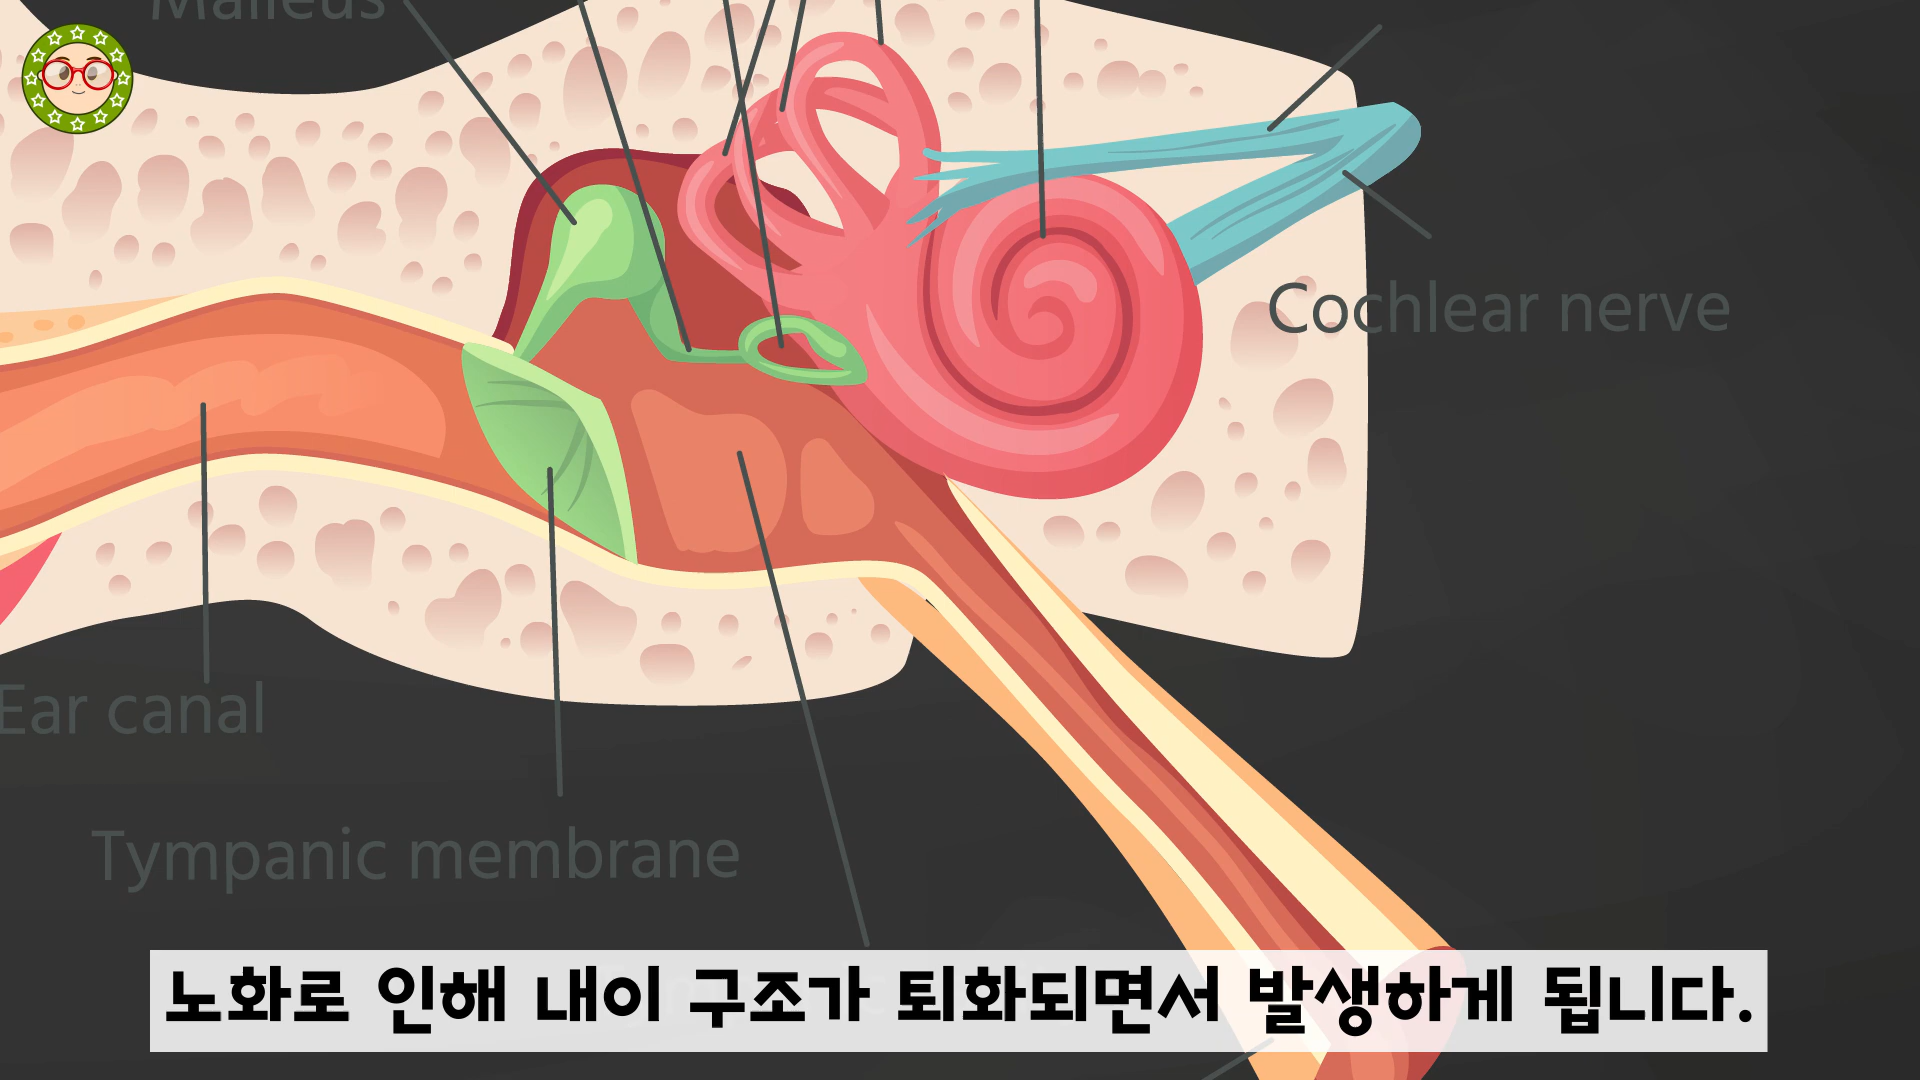 Malleus
Cochlear nerve
Ear canal
Tympanic membrane
노화로 인해 내이 구조가 퇴화되면서 발생하게 됩니다.